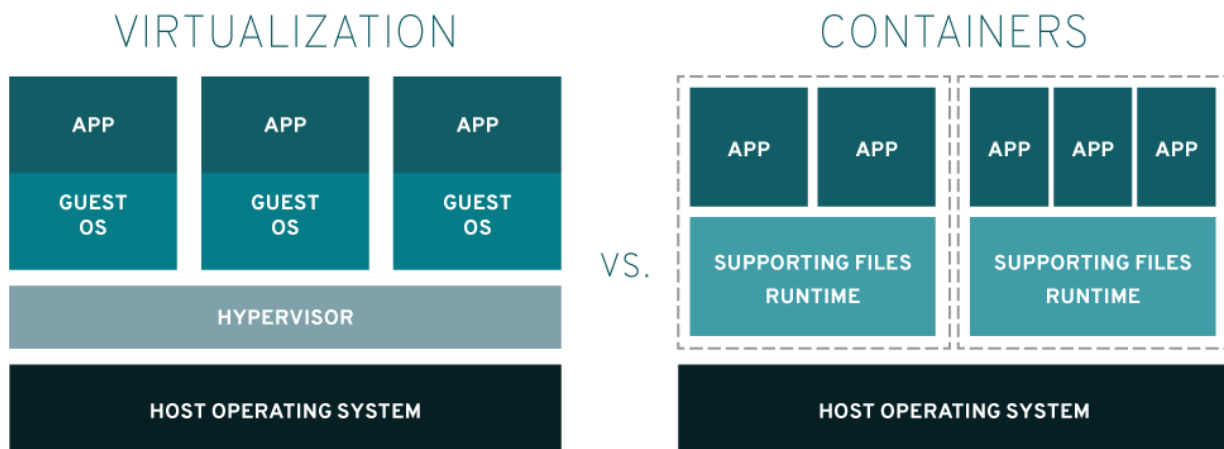 VIRTUALIZATION
APP
APP
APP
GUEST
OS
GUEST
OS
GUEST
OS
HYPERVISOR
HOST OPERATING SYSTEM
VS.
CONTAINERS
APP
APP
APP
APP
APP
SUPPORTING FILES
RUNTIME
SUPPORTING FILES
RUNTIME
HOST OPERATING SYSTEM